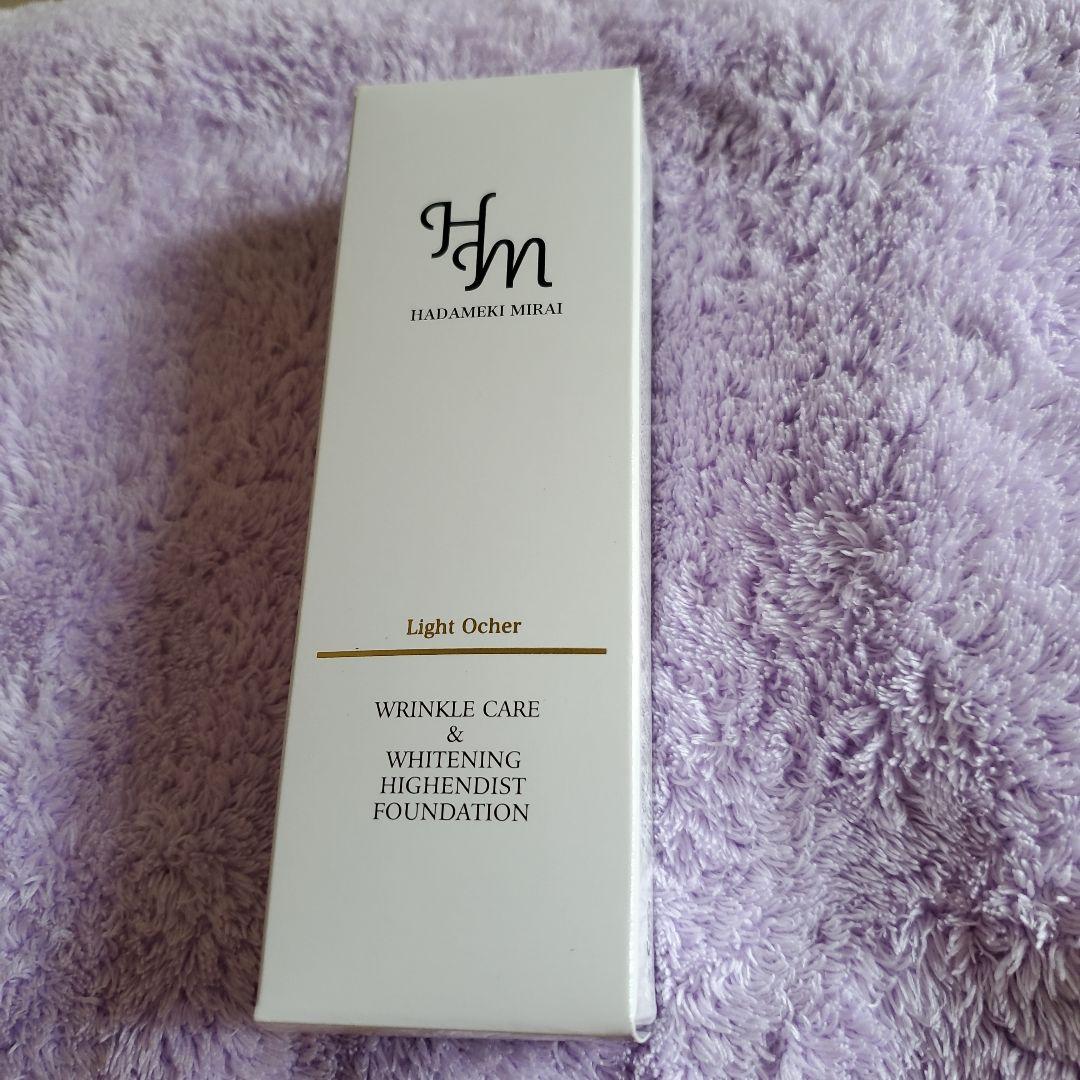 HM
HADAMEKI MIRAI
Light Ocher
WRINKLE CARE
&
WHITENING
HIGHENDIST
FOUNDATION